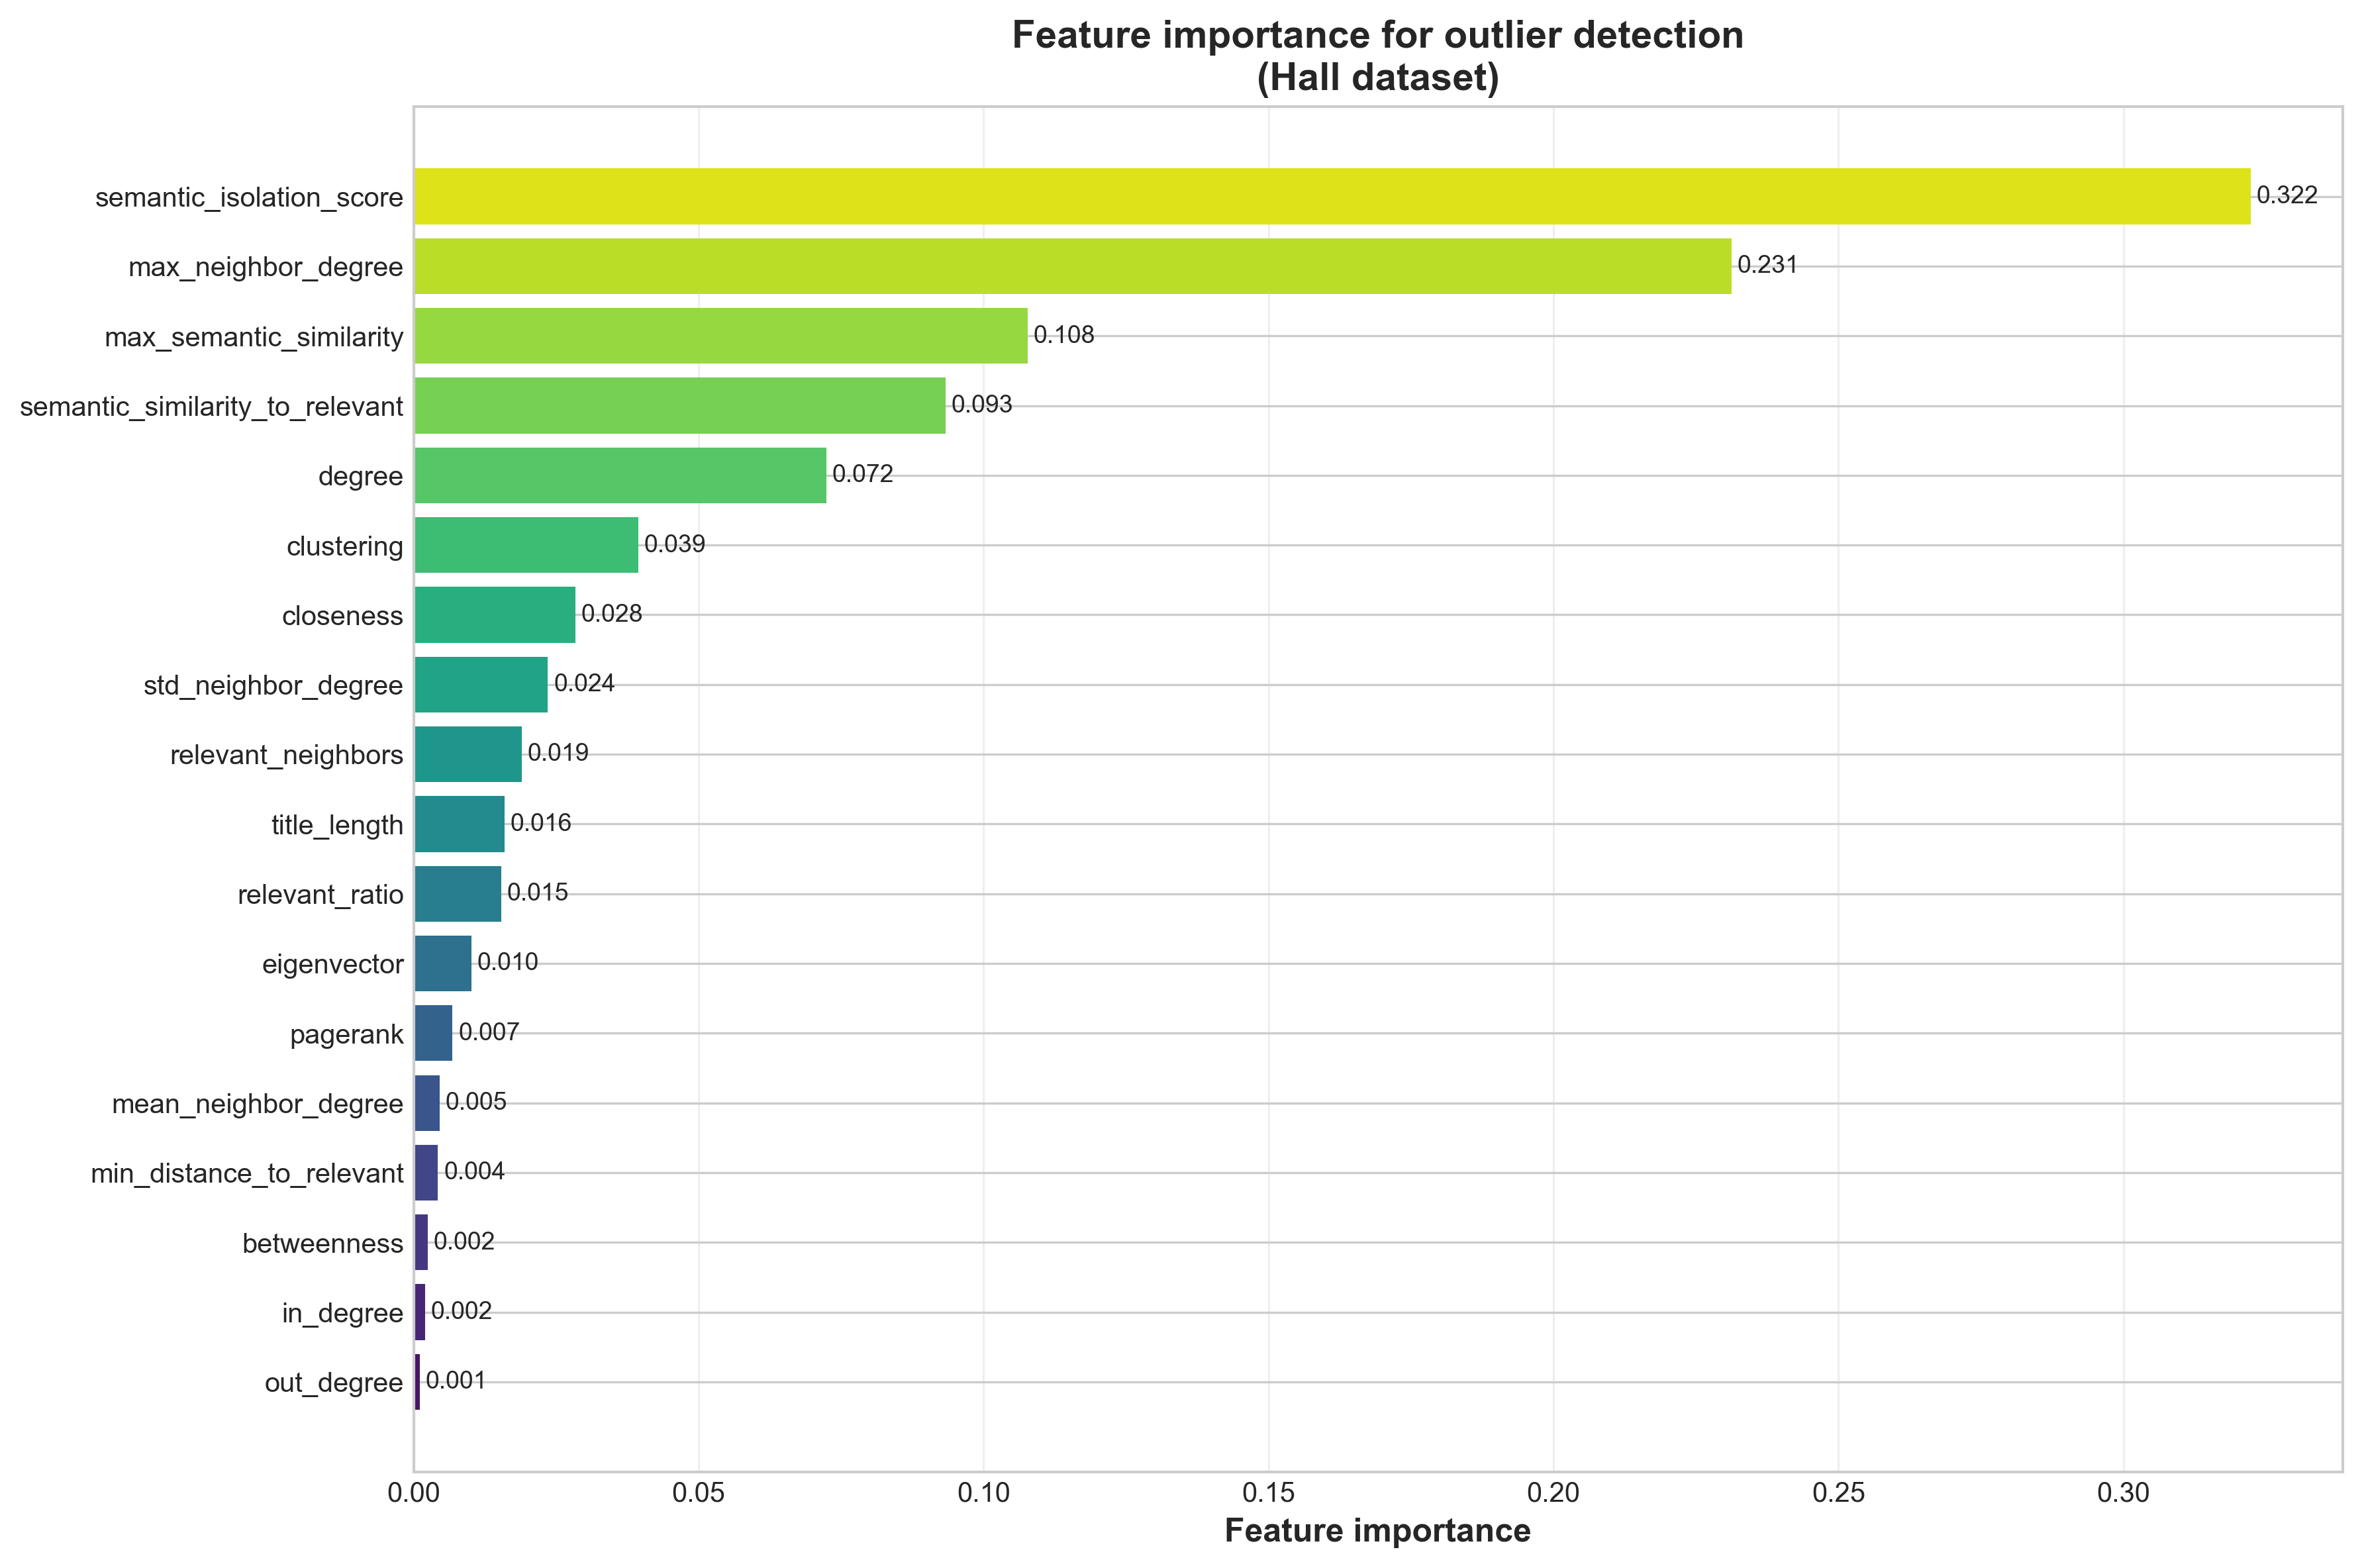 Feature importance for outlier detection
(Hall dataset)
semantic_isolation_score 0.322
max_neighbor_degree 0.231
max_semantic_similarity 0.108
semantic_similarity_to_relevant 0.093
degree 0.072
clustering 0.039
closeness 0.028
std_neighbor_degree 0.024
relevant_neighbors 0.019
title_length 0.016
relevant_ratio 0.015
eigenvector 0.010
pagerank 0.007
mean_neighbor_degree 0.005
min_distance_to_relevant 0.004
betweenness 0.002
in_degree 0.002
out_degree 0.001
0.00 0.05 0.10 0.15 0.20 0.25 0.30
Feature importance